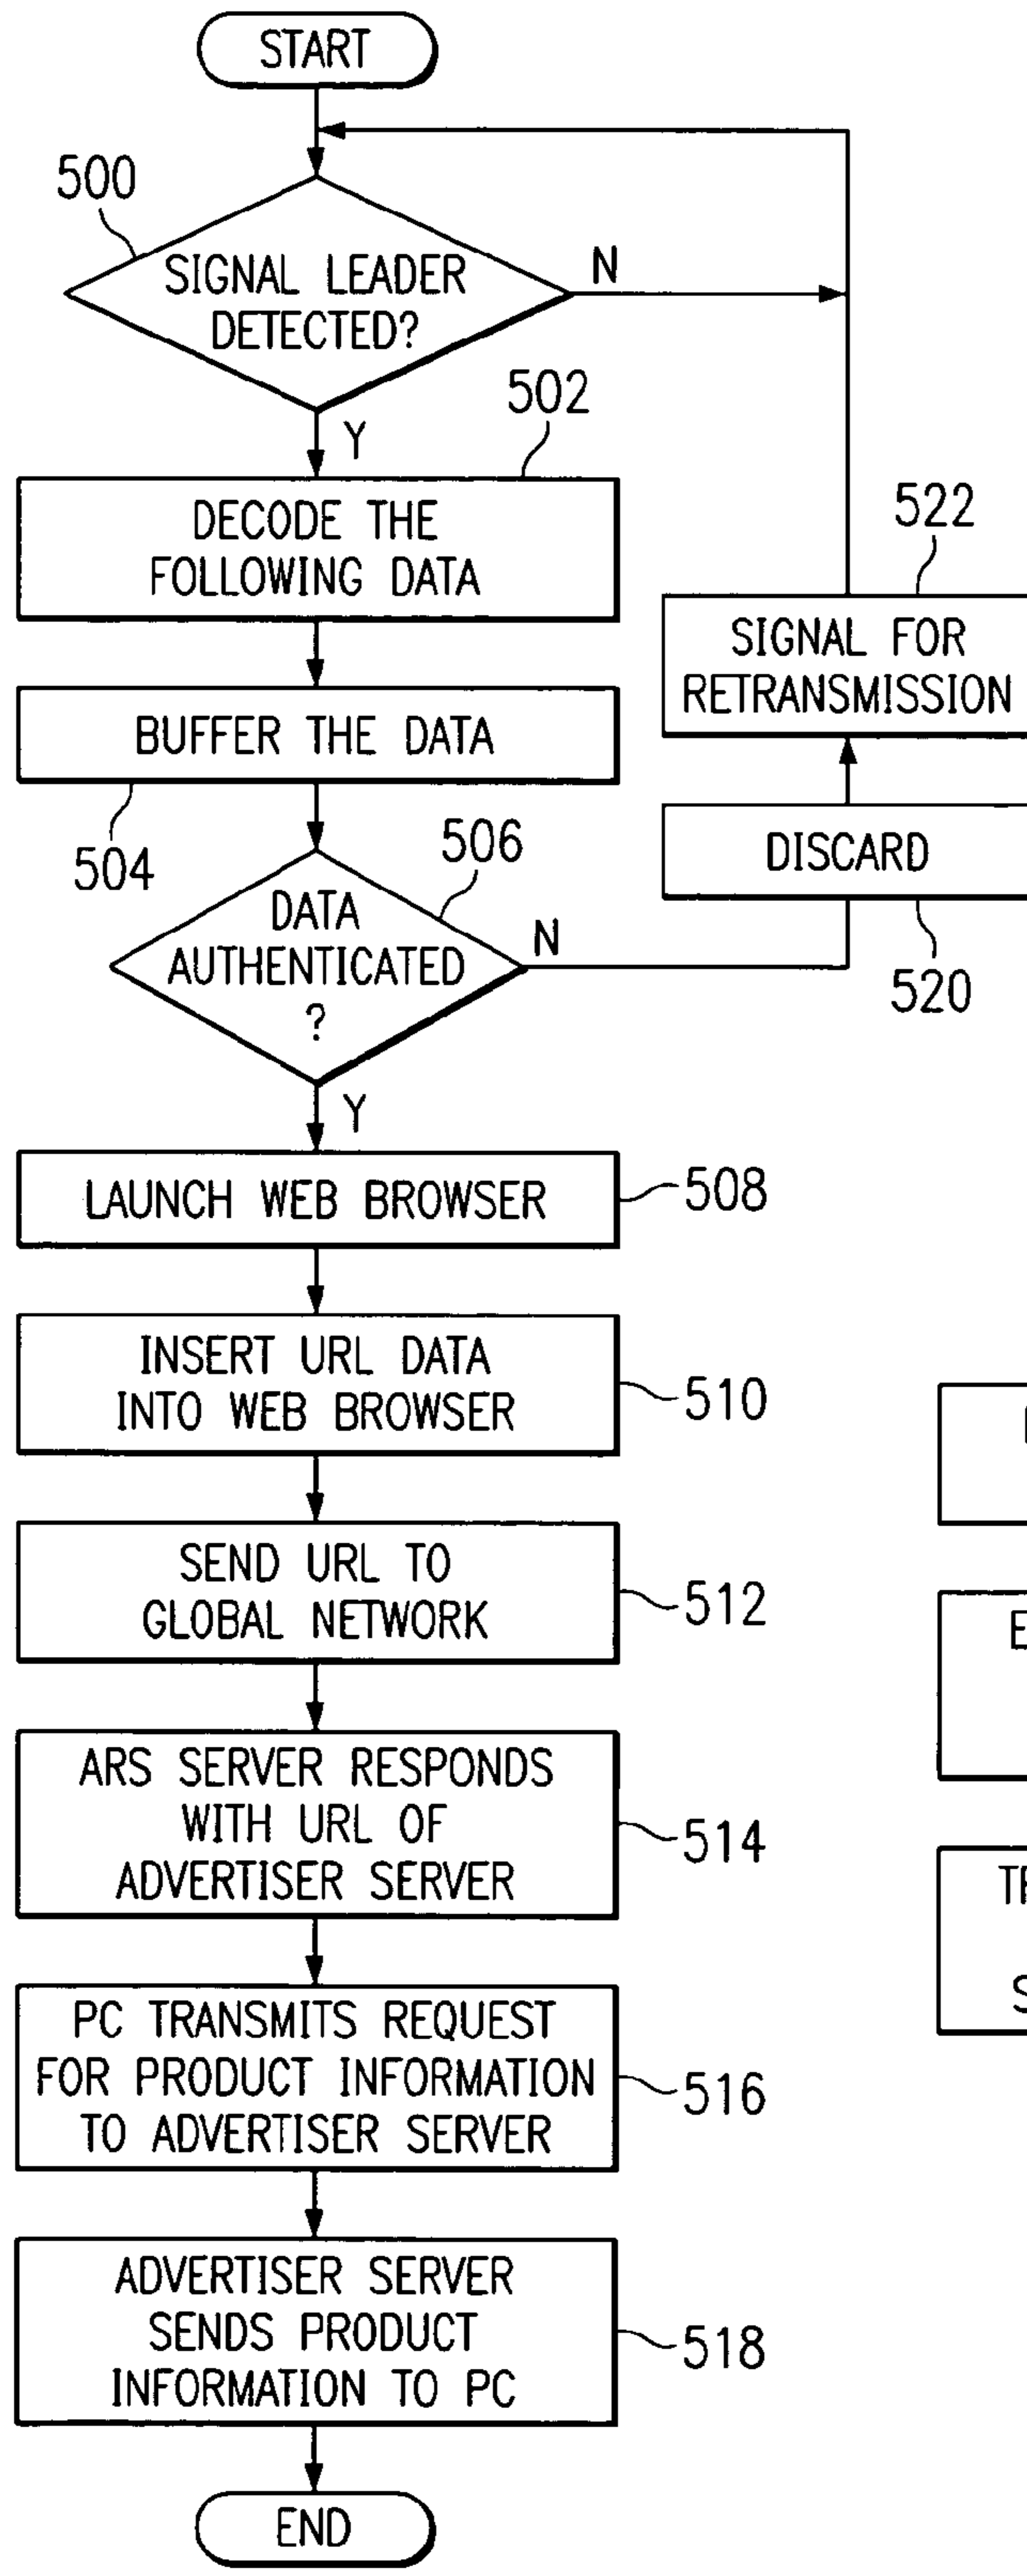 START
500
SIGNAL LEADER
DETECTED?
N
Y
502
DECODE THE
FOLLOWING DATA
522
SIGNAL FOR
RETRANSMISSION
BUFFER THE DATA
504
DISCARD
520
506
DATA
AUTHENTICATED
?
N
Y
LAUNCH WEB BROWSER
508
INSERT URL DATA
INTO WEB BROWSER
510
SEND URL TO
GLOBAL NETWORK
512
ARS SERVER RESPONDS
WITH URL OF
ADVERTISER SERVER
514
PC TRANSMITS REQUEST
FOR PRODUCT INFORMATION
TO ADVERTISER SERVER
516
ADVERTISER SERVER
SENDS PRODUCT
INFORMATION TO PC
518
END